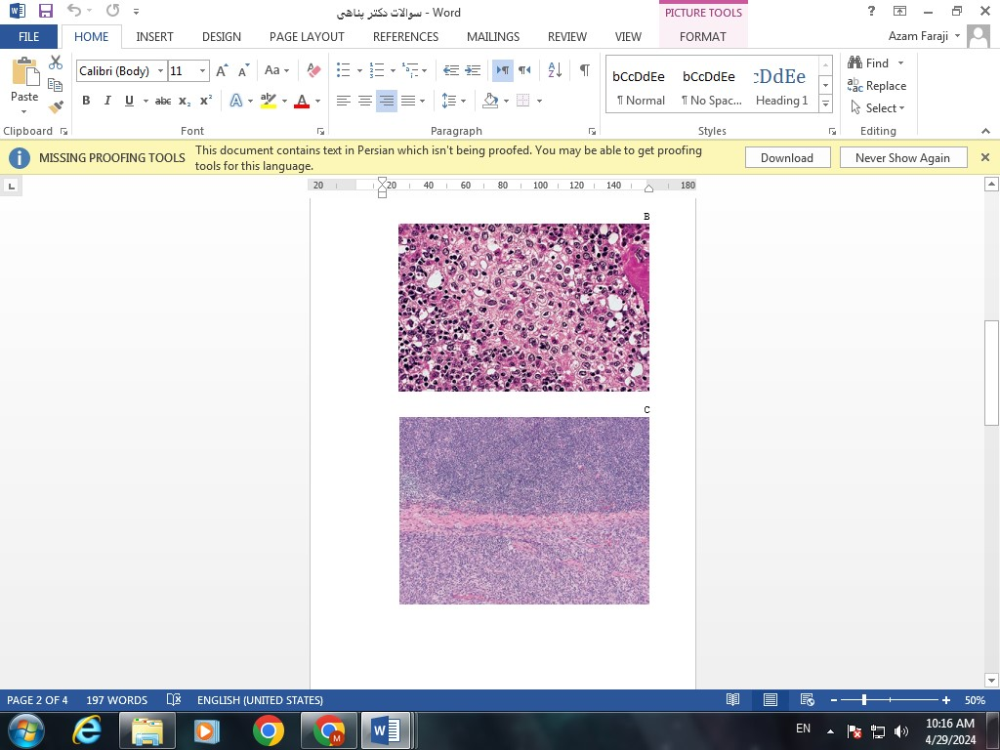 سوالات دکتر پناهی - Word
PICTURE TOOLS
FILE HOME INSERT DESIGN PAGE LAYOUT REFERENCES MAILINGS REVIEW VIEW FORMAT
Azam Faraji
Calibri (Body) 11
Aa
B I U abc x₂ x²
A ab A
Paste
Clipboard Font Paragraph Styles Editing
bCcDdEe bCcDdEe cDdEe
¶ Normal ¶ No Spac... Heading 1
Find
Replace
Select
MISSING PROOFING TOOLS This document contains text in Persian which isn't being proofed. You may be able to get proofing
tools for this language.
Download Never Show Again
20 20 40 60 80 100 120 140 180
B
C
PAGE 2 OF 4 197 WORDS ENGLISH (UNITED STATES) 50%
EN
10:16 AM
4/29/2024